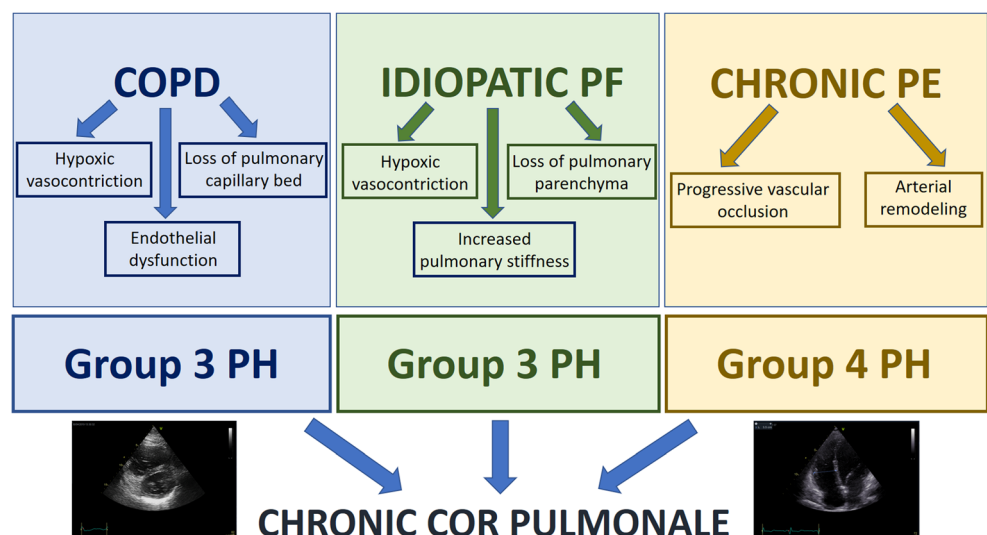 COPD
Hypoxic
vasocontriction
Loss of pulmonary
capillary bed
Endothelial
dysfunction
IDIOPATIC PF
Hypoxic
vasocontriction
Loss of pulmonary
parenchyma
Increased
pulmonary stiffness
CHRONIC PE
Progressive vascular
occlusion
Arterial
remodeling
Group 3 PH
Group 3 PH
Group 4 PH
CHRONIC COR PULMONALE